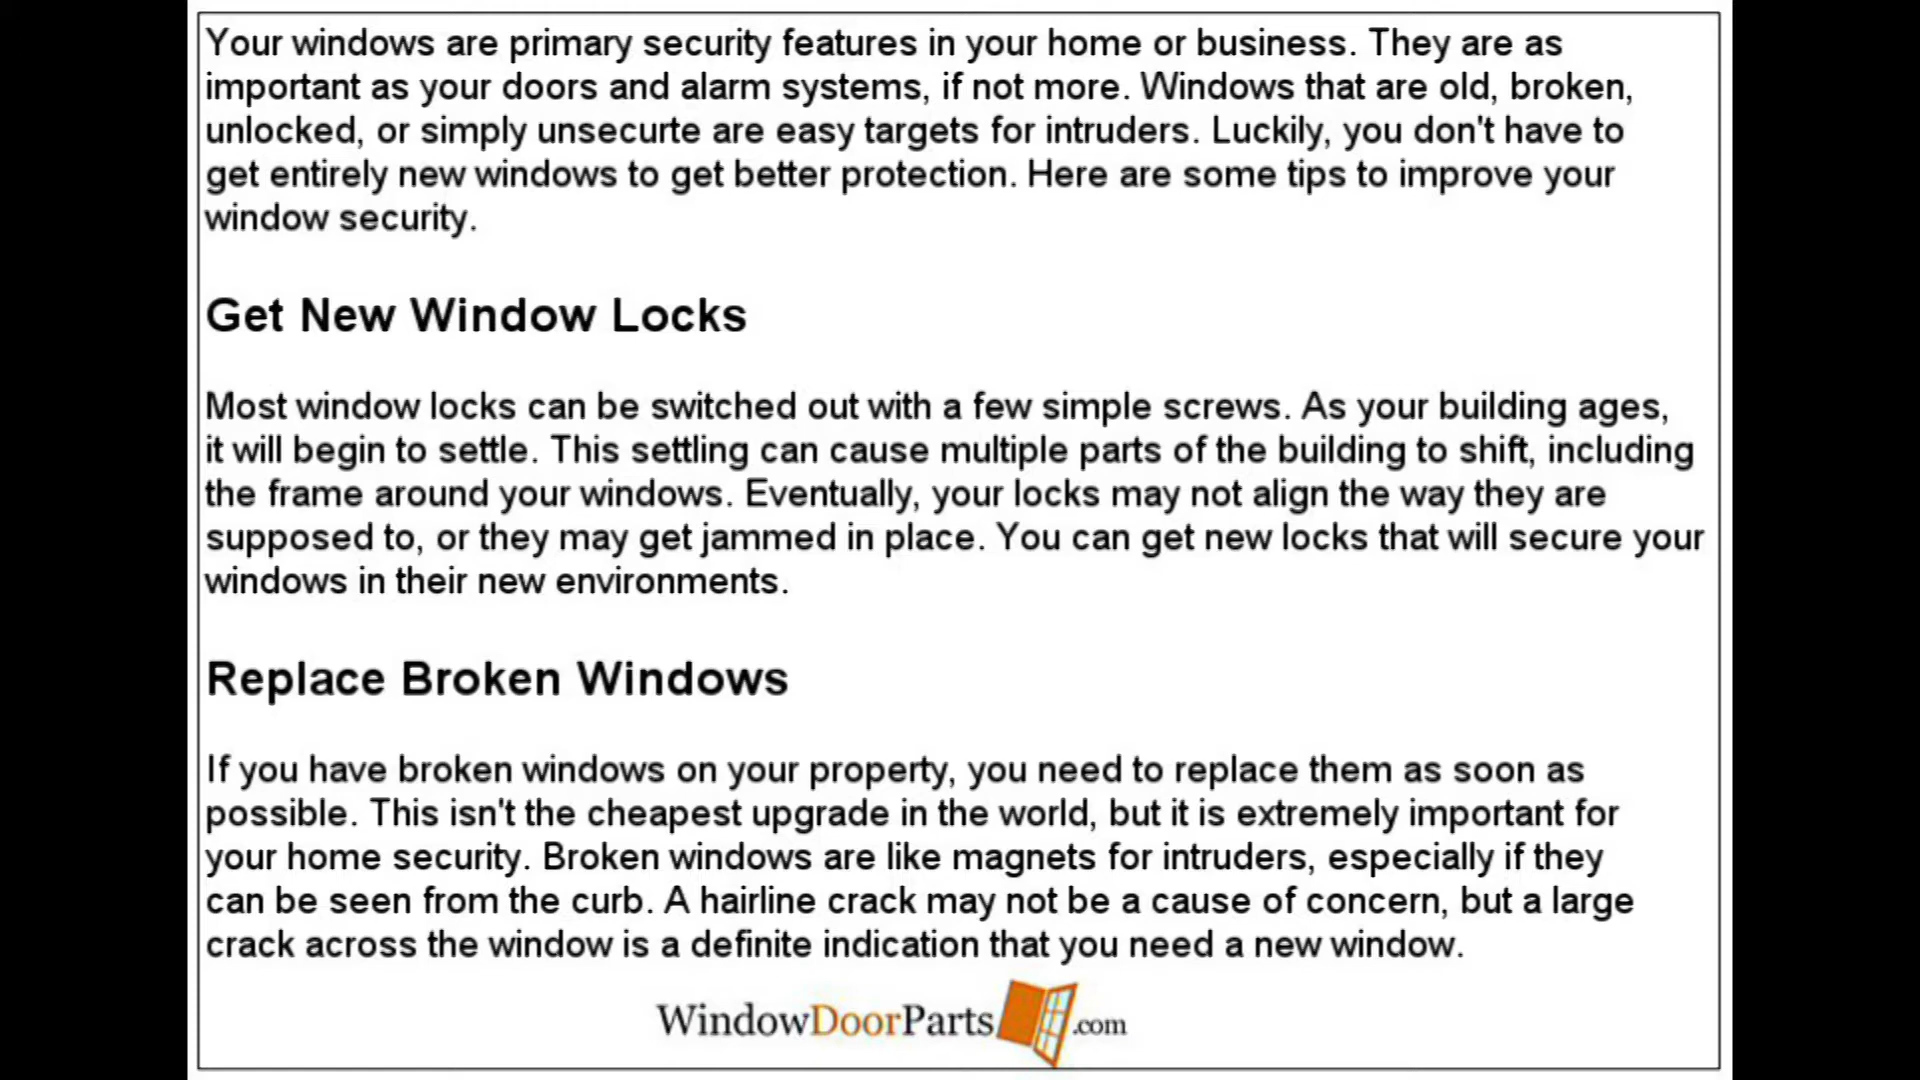 Your windows are primary security features in your home or business. They are as
important as your doors and alarm systems, if not more. Windows that are old, broken,
unlocked, or simply unsecurte are easy targets for intruders. Luckily, you don't have to
get entirely new windows to get better protection. Here are some tips to improve your
window security.
Get New Window Locks
Most window locks can be switched out with a few simple screws. As your building ages,
it will begin to settle. This settling can cause multiple parts of the building to shift, including
the frame around your windows. Eventually, your locks may not align the way they are
supposed to, or they may get jammed in place. You can get new locks that will secure your
windows in their new environments.
Replace Broken Windows
If you have broken windows on your property, you need to replace them as soon as
possible. This isn't the cheapest upgrade in the world, but it is extremely important for
your home security. Broken windows are like magnets for intruders, especially if they
can be seen from the curb. A hairline crack may not be a cause of concern, but a large
crack across the window is a definite indication that you need a new window.
WindowDoorParts.com